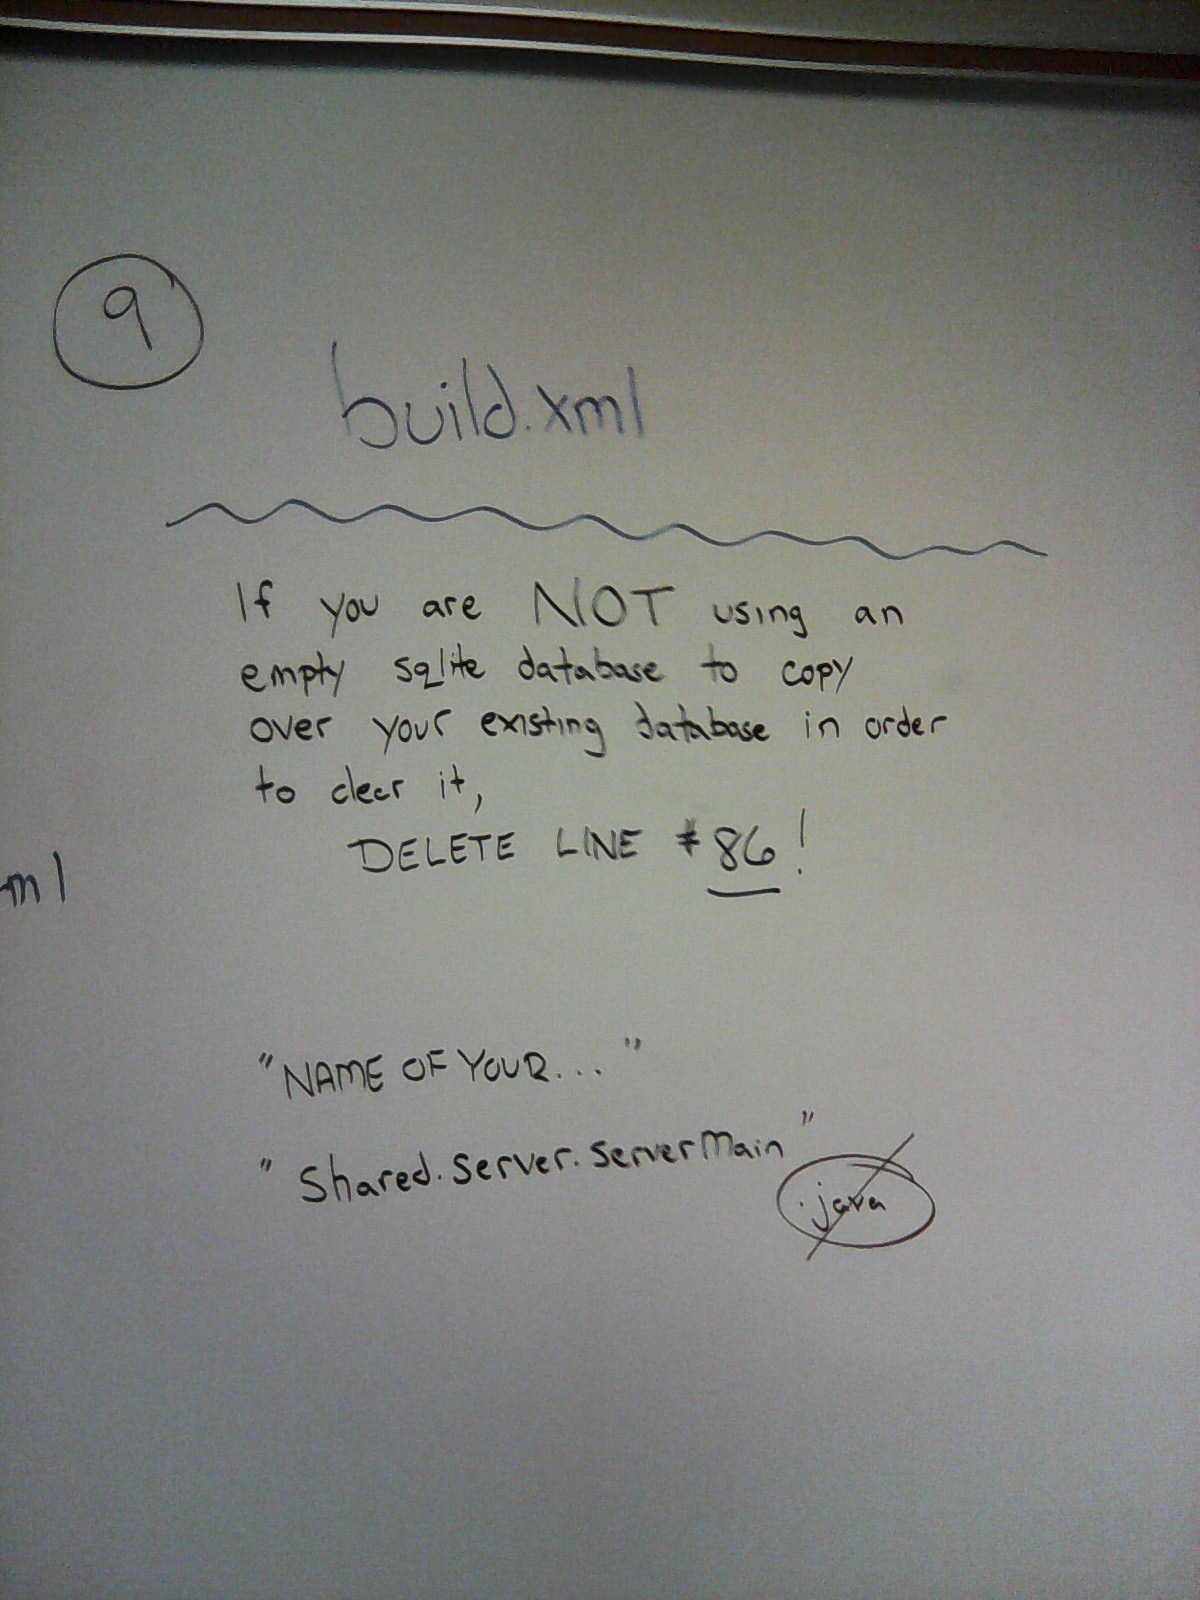 9
build.xml
If you are NOT using an
empty sqlite database to copy
over your existing database in order
to clear it,
DELETE LINE #86!
ml
"NAME OF YOUR..."
"Shared.Server.ServerMain"
.java